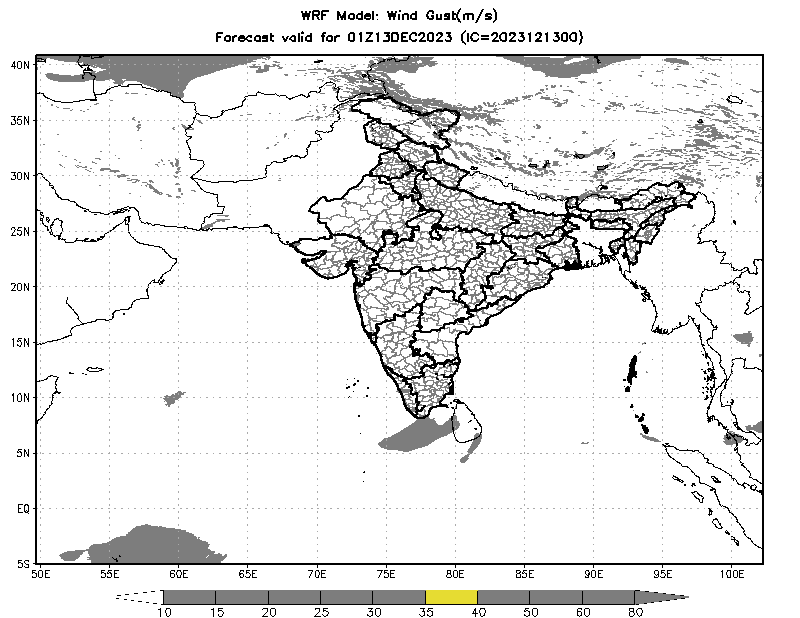 WRF Model: Wind Gust(m/s)
Forecast valid for 01Z13DEC2023 (IC=2023121300)
40N
35N
30N
25N
20N
15N
10N
5N
EQ
5S
50E 55E 60E 65E 70E 75E 80E 85E 90E 95E 100E
10 15 20 25 30 35 40 50 60 80